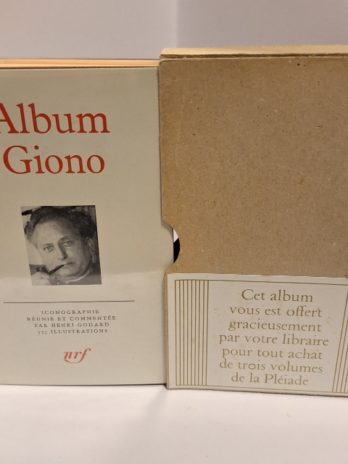 Album
Giono
ICONOGRAPHIE
RÉUNIE ET COMMENTÉE
PAR HENRI GODARD
ILLUSTRATIONS
nrf
Cet album
vous est offert
gracieusement
par votre libraire
pour tout achat
de trois volumes
de la Pléiade